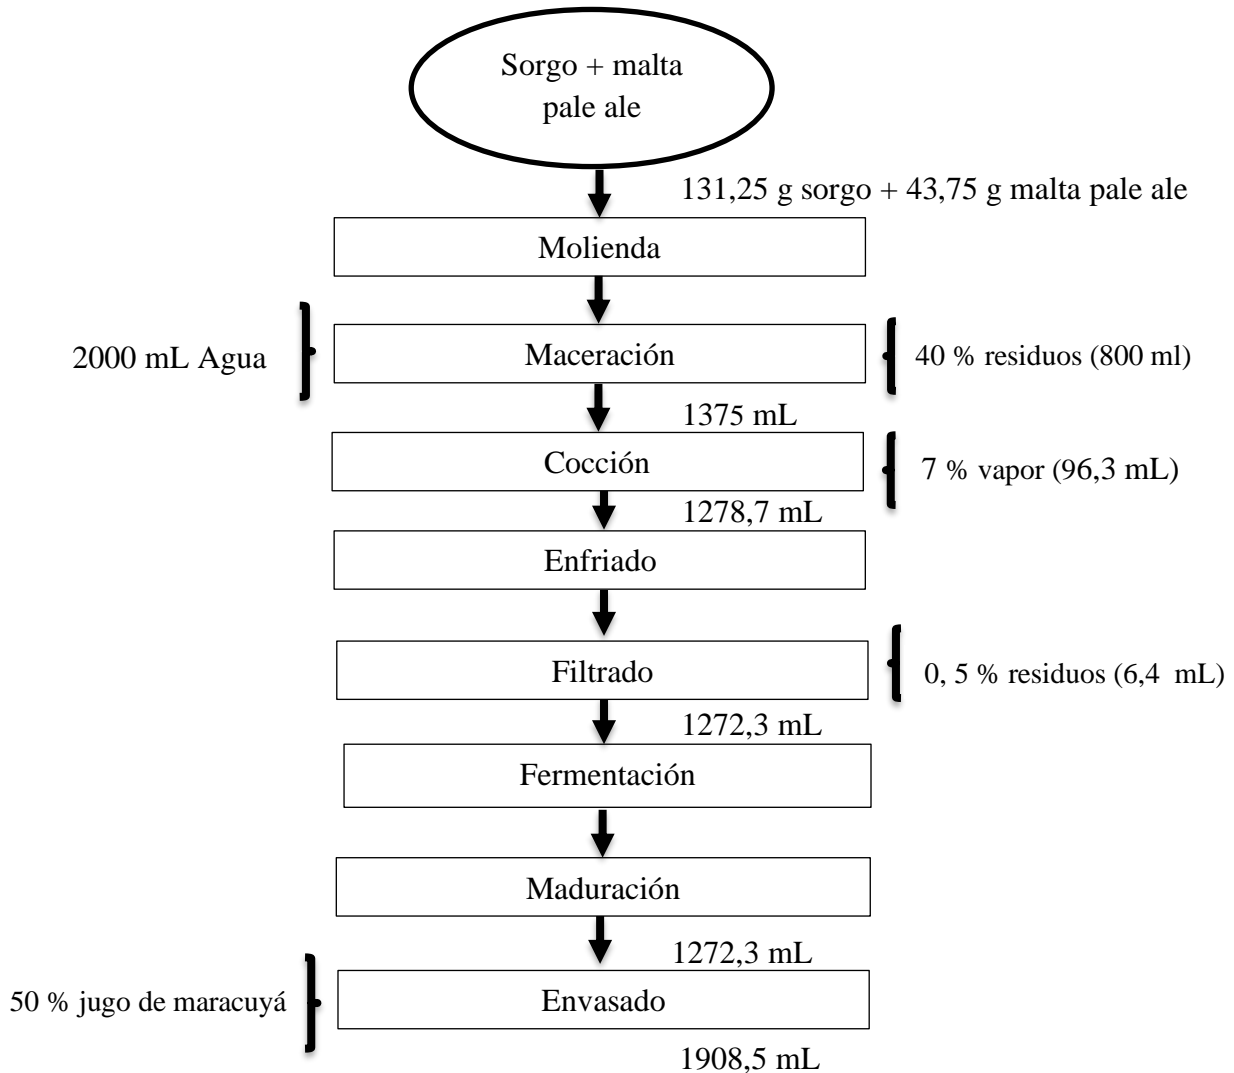 Sorgo + malta
pale ale
131,25 g sorgo + 43,75 g malta pale ale
Molienda
2000 mL Agua
Maceración
40 % residuos (800 ml)
1375 mL
Cocción
7 % vapor (96,3 mL)
1278,7 mL
Enfriado
Filtrado
0, 5 % residuos (6,4 mL)
1272,3 mL
Fermentación
Maduración
1272,3 mL
50 % jugo de maracuyá
Envasado
1908,5 mL